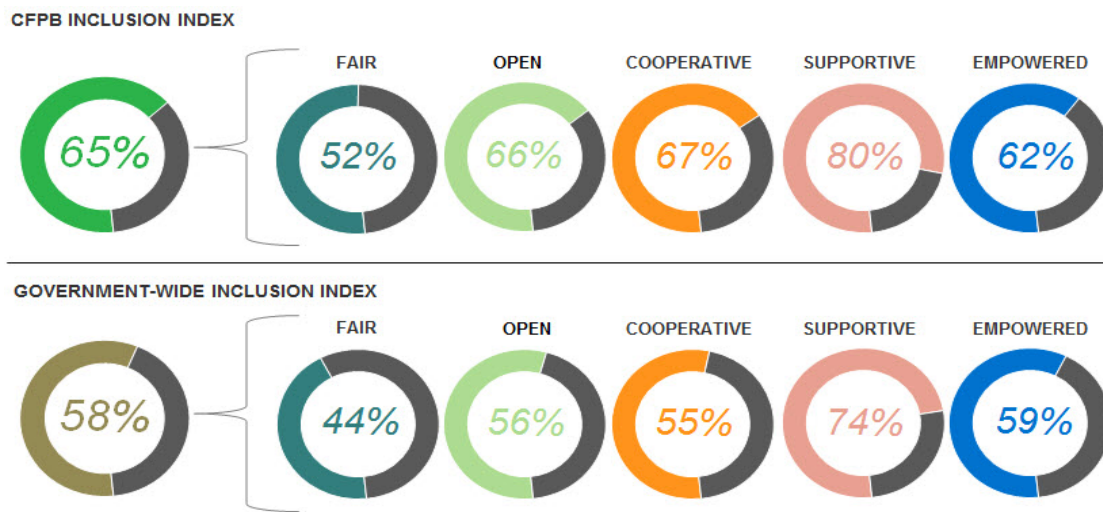 CFPB INCLUSION INDEX
FAIR OPEN COOPERATIVE SUPPORTIVE EMPOWERED
65% 52% 66% 67% 80% 62%
GOVERNMENT-WIDE INCLUSION INDEX
FAIR OPEN COOPERATIVE SUPPORTIVE EMPOWERED
58% 44% 56% 55% 74% 59%